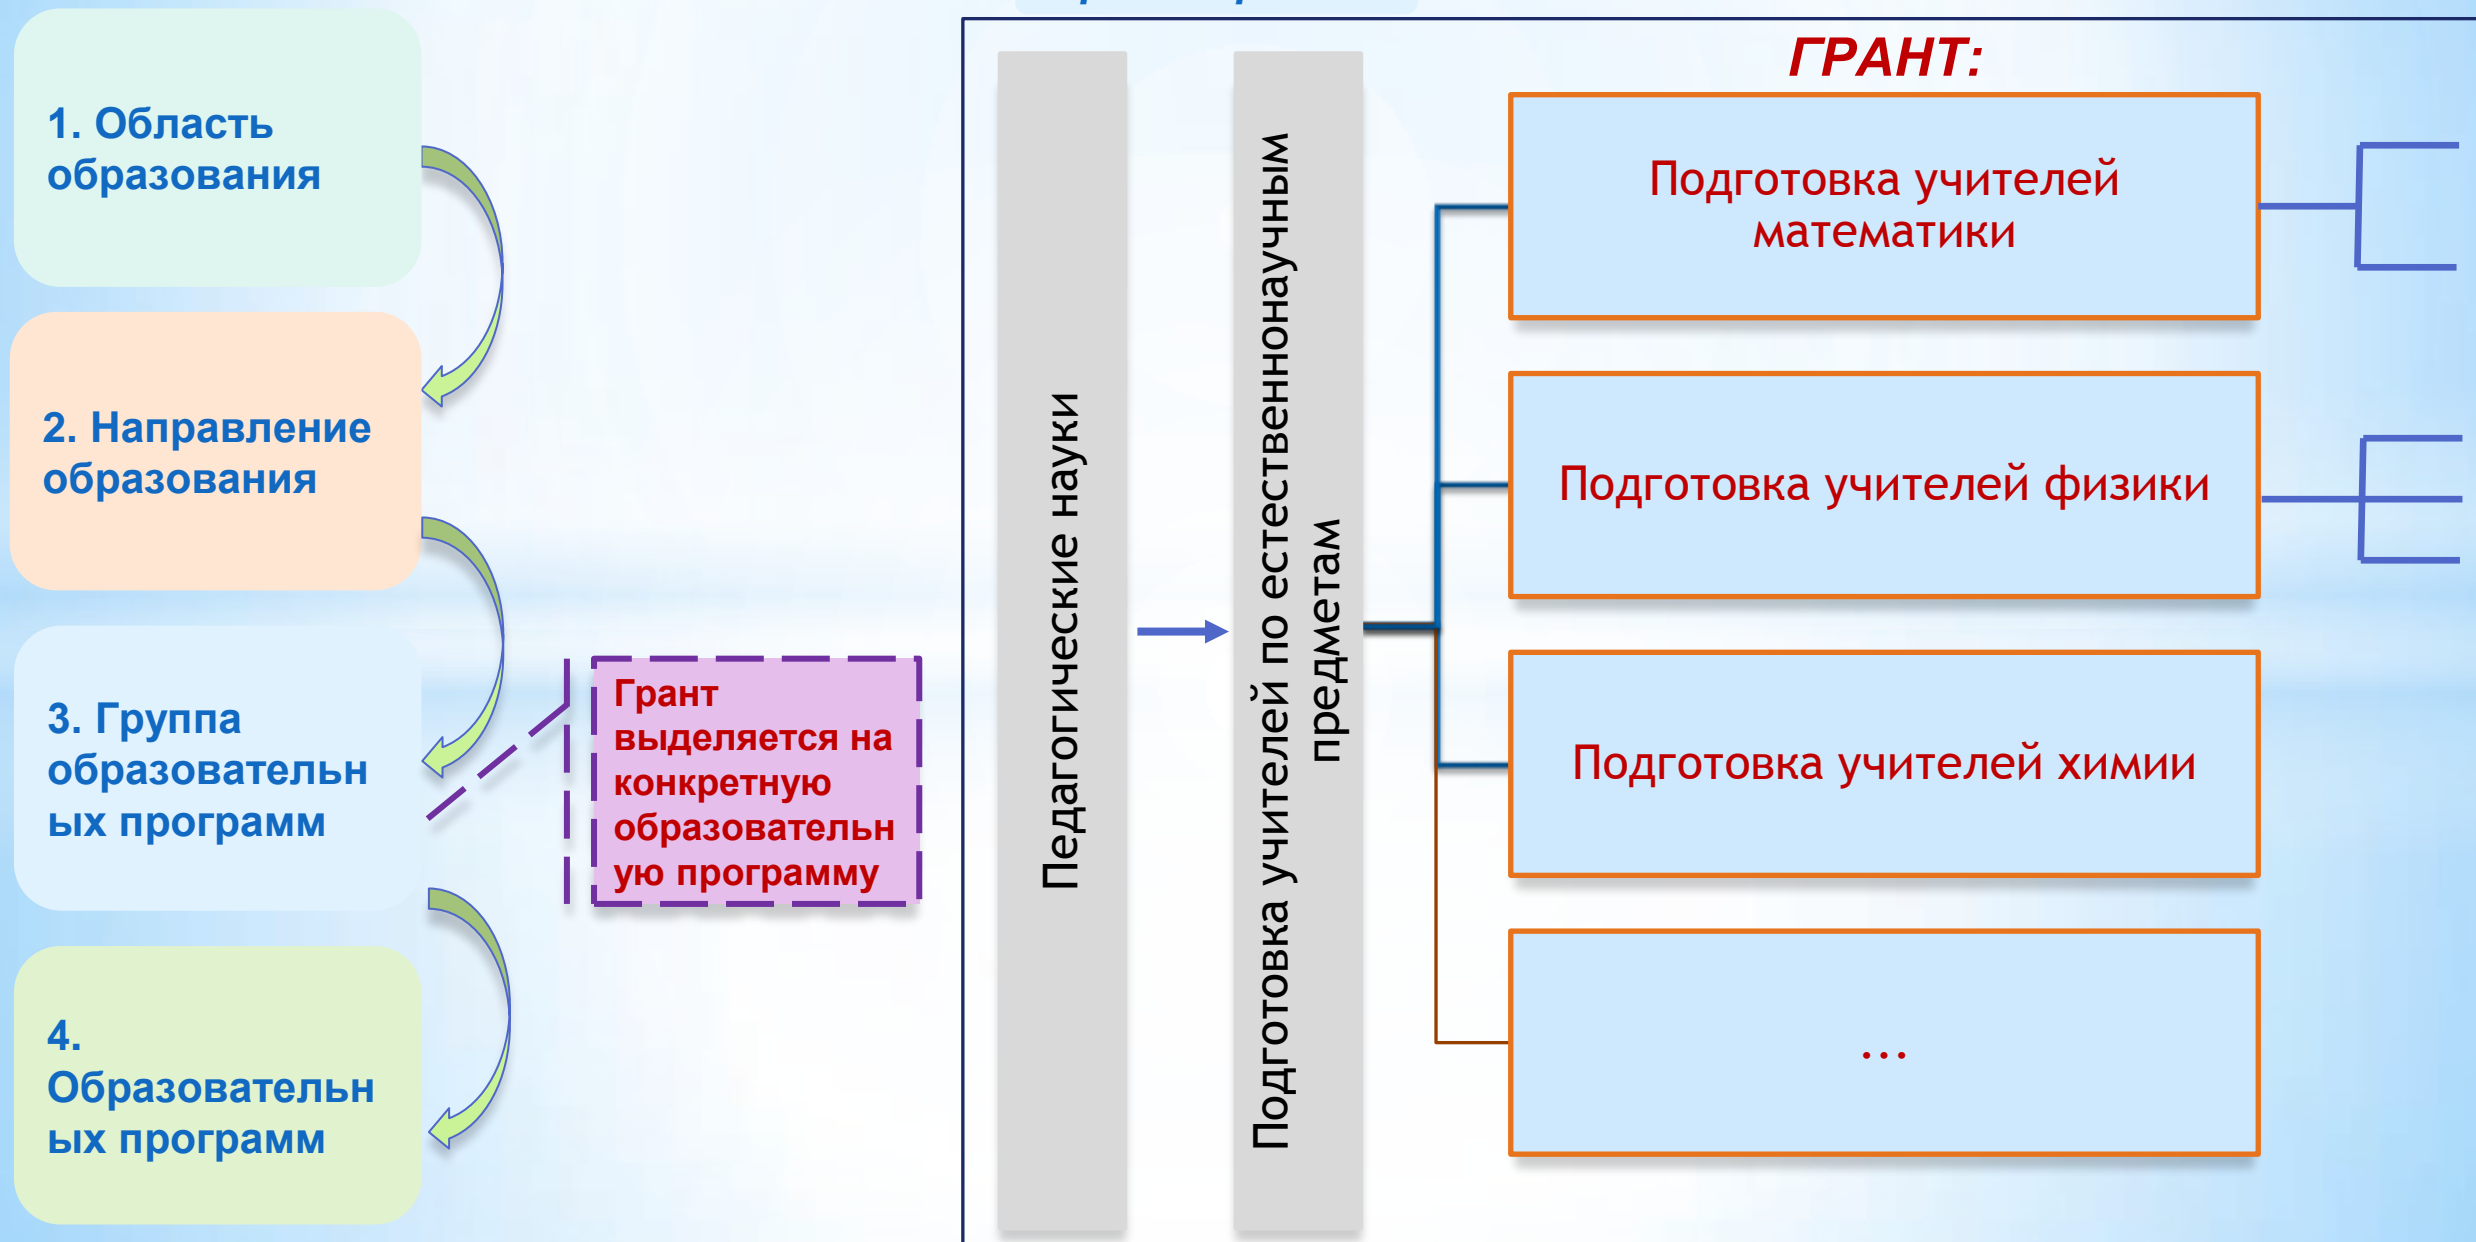 1. Область
образования
2. Направление
образования
3. Группа
образовательн
ых программ
4.
Образовательн
ых программ
Грант
выделяется на
конкретную
образовательн
ую программу
Педагогические науки
Подготовка учителей по естественнонаучным
предметам
ГРАНТ:
Подготовка учителей
математики
Подготовка учителей физики
Подготовка учителей химии
...